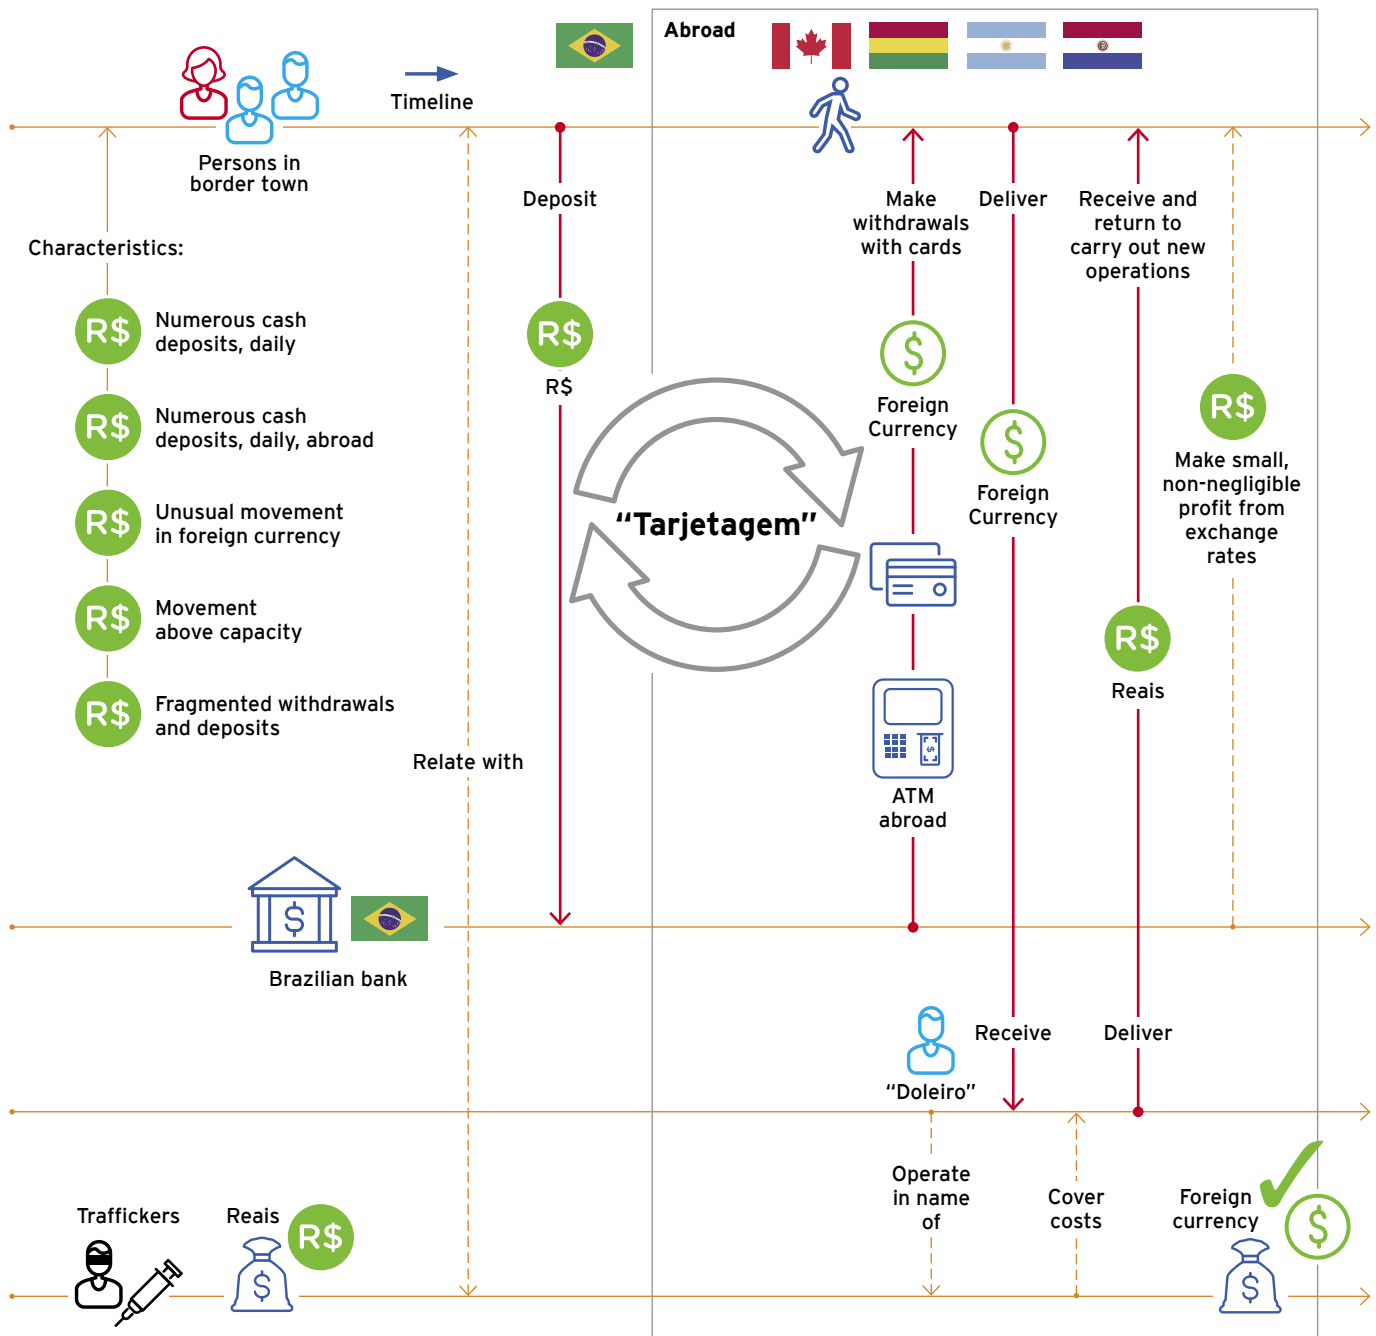 Abroad
Timeline
Persons in
border town
Characteristics:
R$
Numerous cash
deposits, daily
R$
Numerous cash
deposits, daily, abroad
R$
Unusual movement
in foreign currency
R$
Movement
above capacity
R$
Fragmented withdrawals
and deposits
Relate with
Deposit
R$
R$
“Tarjetagem”
Make
withdrawals
with cards
$
Foreign
Currency
$
ATM
abroad
Deliver
$
Foreign
Currency
Receive
Receive and
return to
carry out new
operations
R$
Reais
Deliver
R$
Make small,
non-negligible
profit from
exchange
rates
$
Brazilian bank
“Doleiro”
Operate
in name
of
Cover
costs
Traffickers
Reais
R$
$
Foreign
currency
$
$